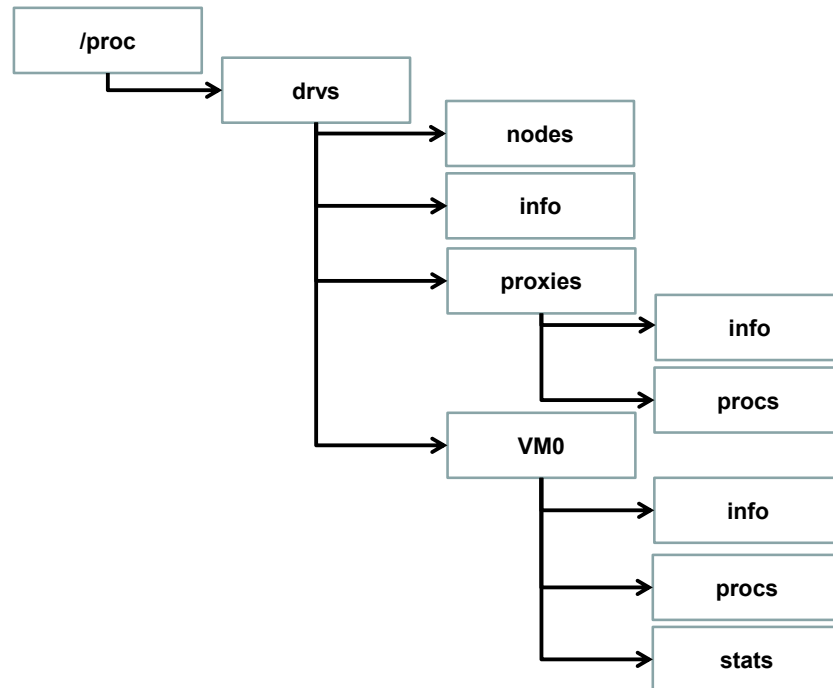 /proc
drvs
nodes
info
proxies
info
procs
VM0
info
procs
stats